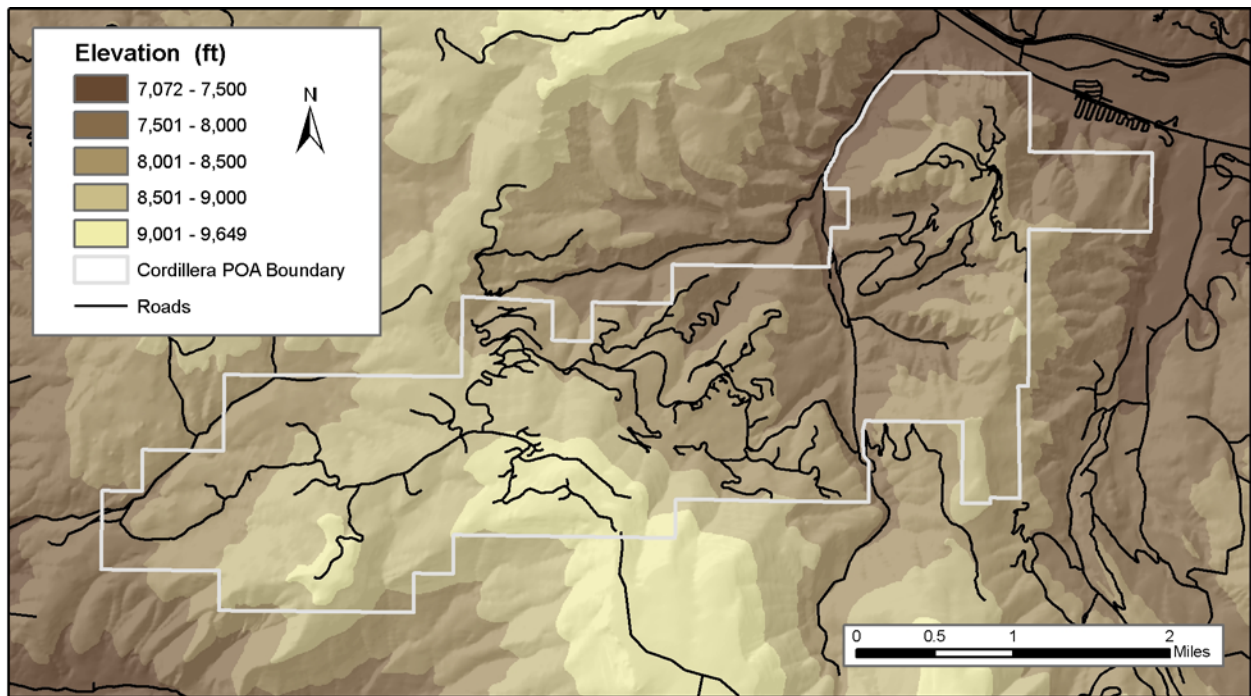 Elevation (ft)
7,072 - 7,500
7,501 - 8,000
8,001 - 8,500
8,501 - 9,000
9,001 - 9,649
Cordillera POA Boundary
Roads
N
0 0.5 1 2
Miles